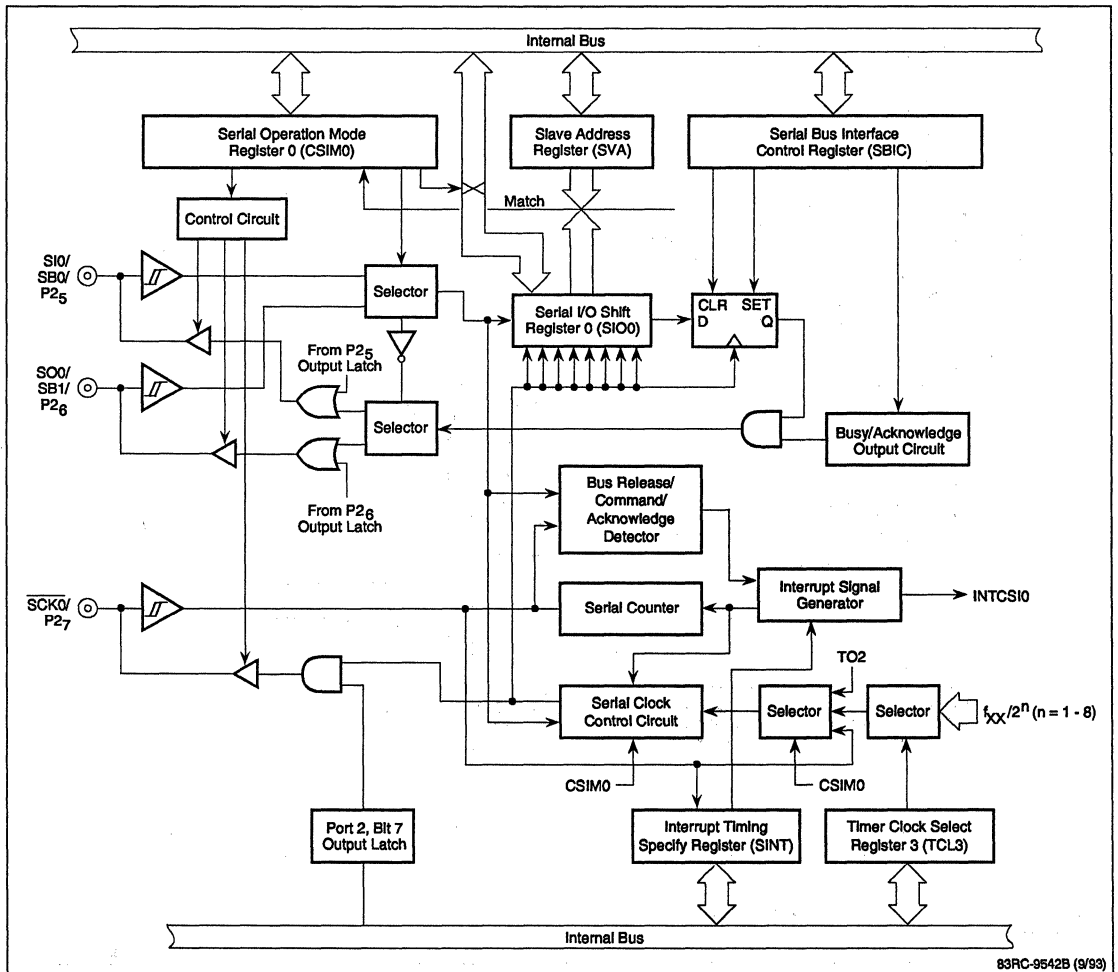 Internal Bus
Serial Operation Mode
Register 0 (CSIM0)
Slave Address
Register (SVA)
Serial Bus Interface
Control Register (SBIC)
Match
Control Circuit
SI0/
SB0/
P25
Selector
Serial I/O Shift
Register 0 (SIO0)
CLR SET
D Q
From P25
Output Latch
SO0/
SB1/
P26
Selector
Busy/Acknowledge
Output Circuit
From P26
Output Latch
Bus Release/
Command/
Acknowledge
Detector
SCK0/
P27
Serial Counter
Interrupt Signal
Generator
INTCSI0
TO2
Serial Clock
Control Circuit
Selector
Selector
fXX/2n (n = 1 - 8)
CSIM0
CSIM0
Port 2, Bit 7
Output Latch
Interrupt Timing
Specify Register (SINT)
Timer Clock Select
Register 3 (TCL3)
Internal Bus
83RC-9542B (9/93)